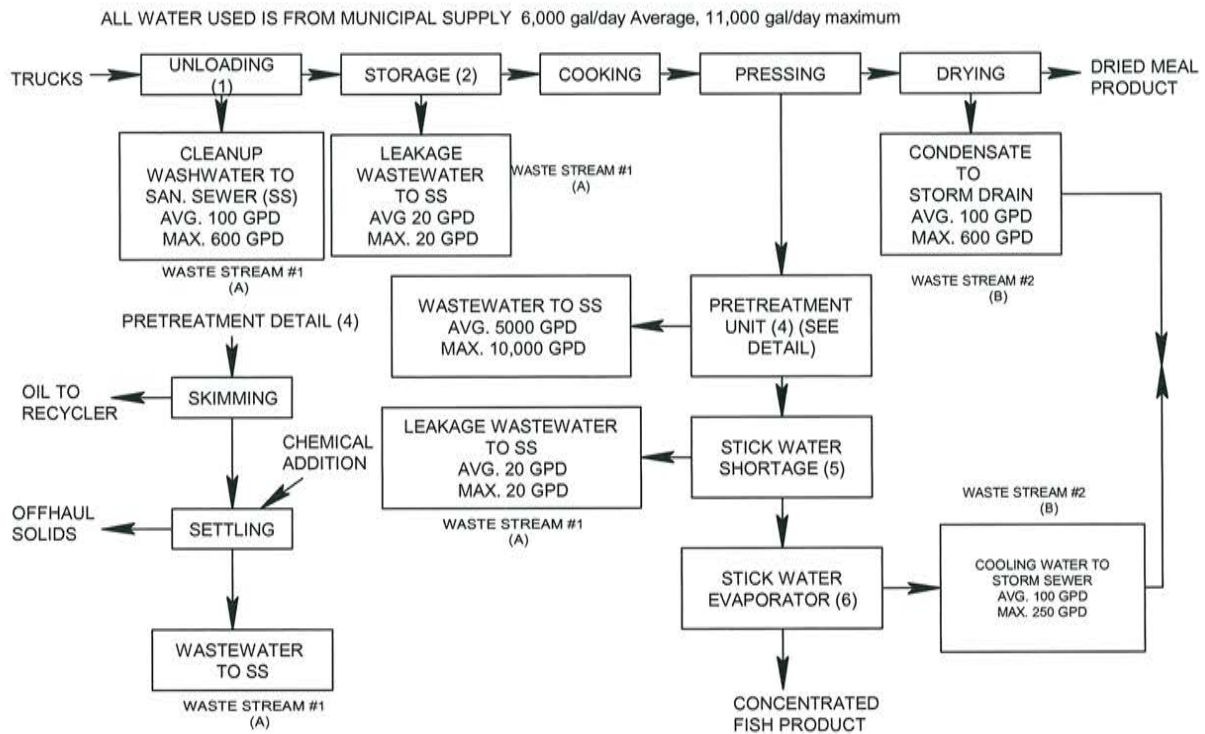 ALL WATER USED IS FROM MUNICIPAL SUPPLY 6,000 gal/day Average, 11,000 gal/day maximum
TRUCKS
UNLOADING
(1)
STORAGE (2)
COOKING
PRESSING
DRYING
DRIED MEAL
PRODUCT
CLEANUP
WASHWATER TO
SAN. SEWER (SS)
AVG. 100 GPD
MAX. 600 GPD
WASTE STREAM #1
(A)
LEAKAGE
WASTEWATER
TO SS
AVG 20 GPD
MAX. 20 GPD
WASTE STREAM #1
(A)
CONDENSATE
TO
STORM DRAIN
AVG. 100 GPD
MAX. 600 GPD
WASTE STREAM #2
(B)
WASTEWATER TO SS
AVG. 5000 GPD
MAX. 10,000 GPD
PRETREATMENT
UNIT (4) (SEE
DETAIL)
PRETREATMENT DETAIL (4)
OIL TO
RECYCLER
SKIMMING
CHEMICAL
ADDITION
OFFHAUL
SOLIDS
SETTLING
WASTEWATER
TO SS
WASTE STREAM #1
(A)
LEAKAGE WASTEWATER
TO SS
AVG. 20 GPD
MAX. 20 GPD
WASTE STREAM #1
(A)
STICK WATER
SHORTAGE (5)
STICK WATER
EVAPORATOR (6)
WASTE STREAM #2
(B)
COOLING WATER TO
STORM SEWER
AVG. 100 GPD
MAX. 250 GPD
CONCENTRATED
FISH PRODUCT